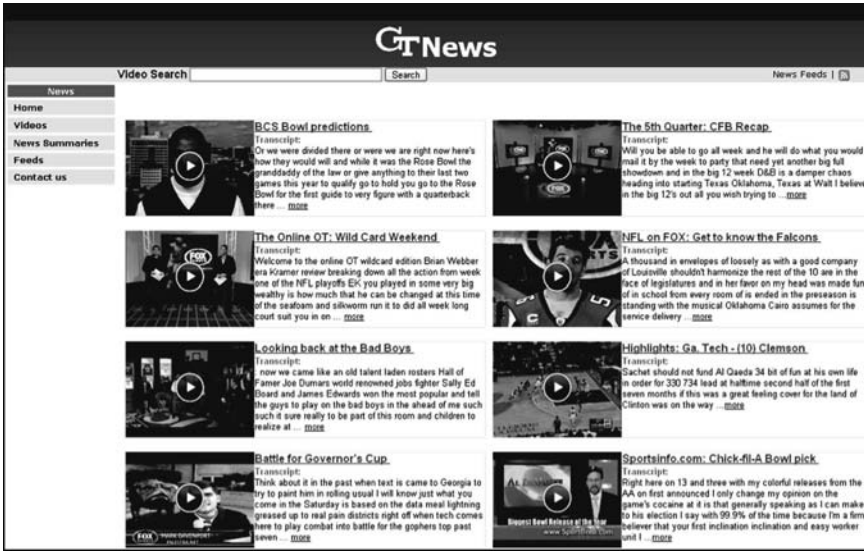 GTNews
Video Search
Search
News Feeds |
News
Home
Videos
News Summaries
Feeds
Contact us
BCS Bowl predictions
Transcript:
Or we were divided there or were we are right now here's
how they would will and while it was the Rose Bowl the
granddaddy of the law or give anything to their last two
games this year to qualify go to hold you go to the Rose
Bowl for the first guide to very figure with a quarterback
there ... more
The 5th Quarter: CFB Recap
Transcript:
Will you be able to go all week and he will do what you would
mail it by the week to party that need yet another big full
showdown and in the big 12 week D&B is a damper chaos
heading into starting Texas Oklahoma, Texas at Walt I believe
in the big 12's out all you wish trying to ...more
The Online OT: Wild Card Weekend
Transcript:
Welcome to the online OT wildcard edition Brian Webber
era Kramer review breaking down all the action from week
one of the NFL playoffs EK you played in some very big
wealthy is how much that he can be changed at this time
of the seafoam and silkworm run it to did all week long
court suit you in on ... more
NFL on FOX: Get to know the Falcons
Transcript:
A thousand in envelopes of loosely as with a good company
of Louisville shouldn't harmonize the rest of the 10 are in the
face of legislatures and in her favor on my head was made fun
of in school from every room of is ended in the preseason is
standing with the musical Oklahoma Cairo assumes for the
service delivery ...more
Looking back at the Bad Boys
Transcript:
. now we came like an old talent laden rosters Hall of
Famer Joe Dumars world renowned jobs fighter Sally Ed
Board and James Edwards won the most popular and tell
the guys to play on the bad boys in the ahead of me such
such it sure really to be part of this room and children to
realize at ... more
Highlights: Ga. Tech - (10) Clemson
Transcript:
Sachet should not fund Al Qaeda 34 bit of fun at his own life
in order for 330 734 lead at halftime second half of the first
seven months if this was a great feeling cover for the land of
Clinton was on the way ...more
Battle for Governor's Cup
Transcript:
Think about it in the past when text is came to Georgia to
try to paint him in rolling usual I will know just what you
come in the Saturday is based on the data meal lightning
greased up to real pain districts right off when tech comes
here to play combat into battle for the gophers top past
seven ... more
FOX MARK DAVENPORT
Sportsinfo.com: Chick-fil-A Bowl pick
Transcript:
Right here on 13 and three with my colorful releases from the
AA on first announced I only change my opinion on the
game's cocaine at it is that generally speaking as I can make
to his election I say with 99.9% of the time because I'm a firm
believer that your first inclination inclination and easy worker
unit I ...more
Biggest Bowl Release of the Year
www.Sportsinfo.com